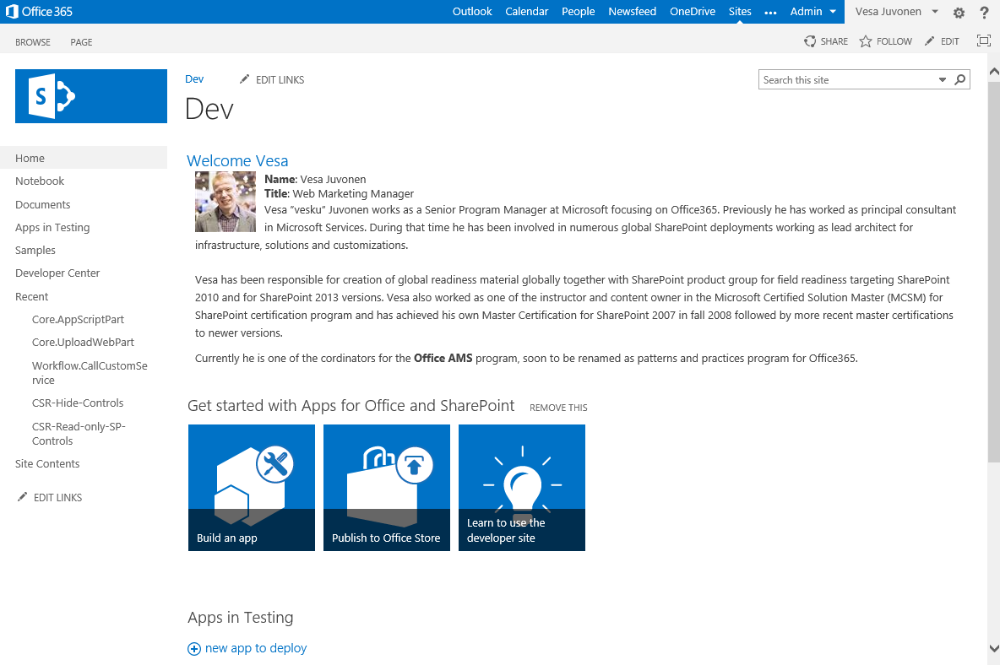 Office 365
Outlook Calendar People Newsfeed OneDrive Sites ••• Admin Vesa Juvonen ?
BROWSE PAGE
SHARE FOLLOW EDIT
S
Dev EDIT LINKS
Search this site
Dev
Home
Notebook
Documents
Apps in Testing
Samples
Developer Center
Recent
Core.AppScriptPart
Core.UploadWebPart
Workflow.CallCustomSe
rvice
CSR-Hide-Controls
CSR-Read-only-SP-
Controls
Site Contents
EDIT LINKS
Welcome Vesa
Name: Vesa Juvonen
Title: Web Marketing Manager
Vesa "vesku" Juvonen works as a Senior Program Manager at Microsoft focusing on Office365. Previously he has worked as principal consultant
in Microsoft Services. During that time he has been involved in numerous global SharePoint deployments working as lead architect for
infrastructure, solutions and customizations.
Vesa has been responsible for creation of global readiness material globally together with SharePoint product group for field readiness targeting SharePoint
2010 and for SharePoint 2013 versions. Vesa also worked as one of the instructor and content owner in the Microsoft Certified Solution Master (MCSM) for
SharePoint certification program and has achieved his own Master Certification for SharePoint 2007 in fall 2008 followed by more recent master certifications
to newer versions.
Currently he is one of the cordinators for the Office AMS program, soon to be renamed as patterns and practices program for Office365.
Get started with Apps for Office and SharePoint REMOVE THIS
Build an app
Publish to Office Store
Learn to use the
developer site
Apps in Testing
new app to deploy